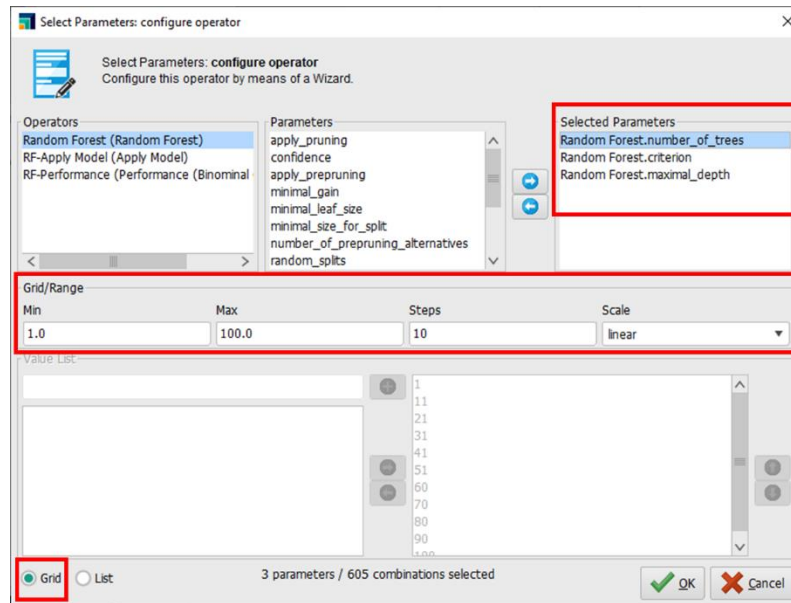 Select Parameters: configure operator
Select Parameters: configure operator
Configure this operator by means of a Wizard.
Operators
Random Forest (Random Forest)
RF-Apply Model (Apply Model)
RF-Performance (Performance (Binominal
Parameters
apply_pruning
confidence
apply_prepruning
minimal_gain
minimal_leaf_size
minimal_size_for_split
number_of_prepruning_alternatives
random_splits
Selected Parameters
Random Forest.number_of_trees
Random Forest.criterion
Random Forest.maximal_depth
Grid/Range
Min Max Steps Scale
1.0 100.0 10 linear
Value List
1
11
21
31
41
51
60
70
80
90
100
Grid List 3 parameters / 605 combinations selected OK Cancel